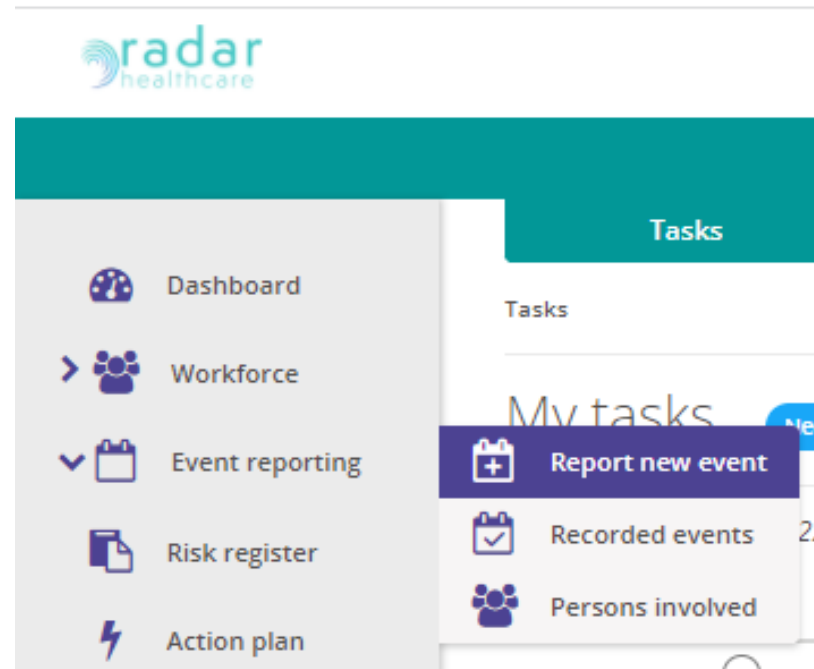 radar
healthcare
Tasks
Dashboard
Tasks
Workforce
My tasks
Event reporting
Report new event
Recorded events
Risk register
Persons involved
Action plan